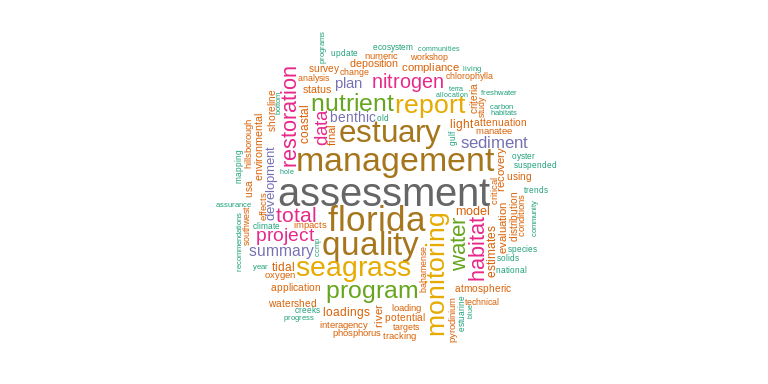 programs
update
ecosystem
communities
numeric
workshop
survey
deposition
compliance
living
change
analysis
chlorophylla
status
plan
nitrogen
terra
allocation
freshwater
bottom
shoreline
restoration
nutrient
report
criteria
study
carbon
habitats
coastal
data
final
benthic
old
light
attenuation
manatee
hillsborough
environmental
estuary
gulf
sediment
mapping
management
recovery
oyster
suspended
hole
usa
development
assessment
critical
using
trends
assurance
effects
total
florida
model
distribution
conditions
community
recommendations
southwest
climate
impacts
project
quality
monitoring
water
habitat
evaluation
summary
ccmp
estimates
species
solids
year
tidal
seagrass
bahamense
national
oxygen
application
program
atmospheric
watershed
creeks
loadings
river
loading
potential
pyrodinium
estuarine
blue
technical
progress
interagency
targets
phosphorus
tracking